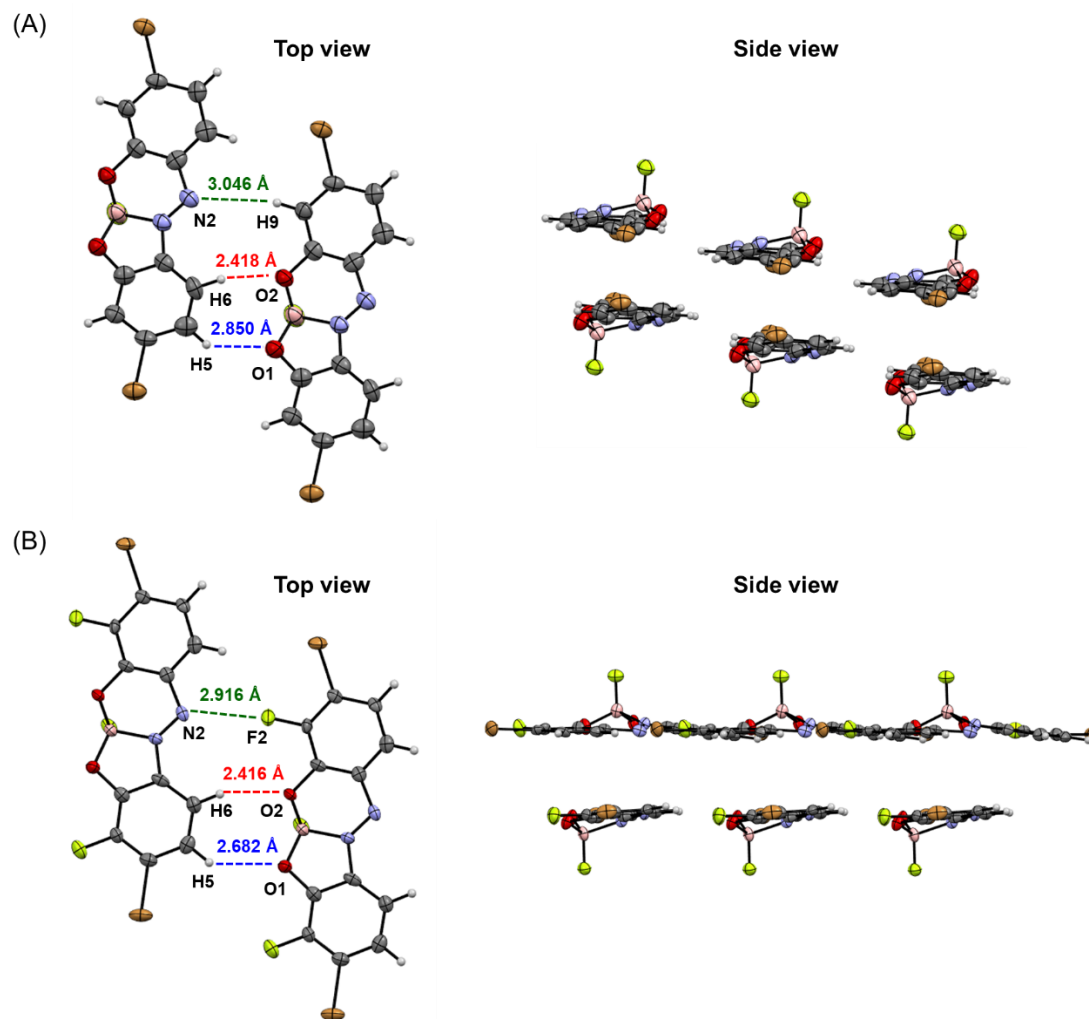 (A)
Top view
Side view
3.046 Å
N2
H9
2.418 Å
H6
O2
2.850 Å
H5
O1
(B)
Top view
Side view
2.916 Å
N2
F2
2.416 Å
H6
O2
2.682 Å
H5
O1